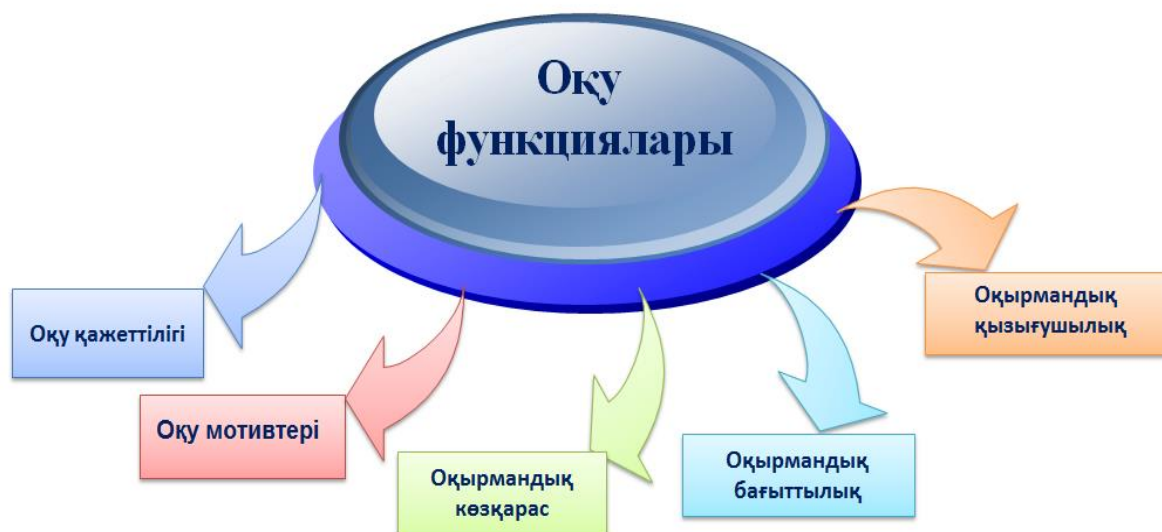 Оқу
функциялары
Оқу қажеттілігі
Оқу мотивтері
Оқырмандық
көзқарас
Оқырмандық
бағыттылық
Оқырмандық
қызығушылық